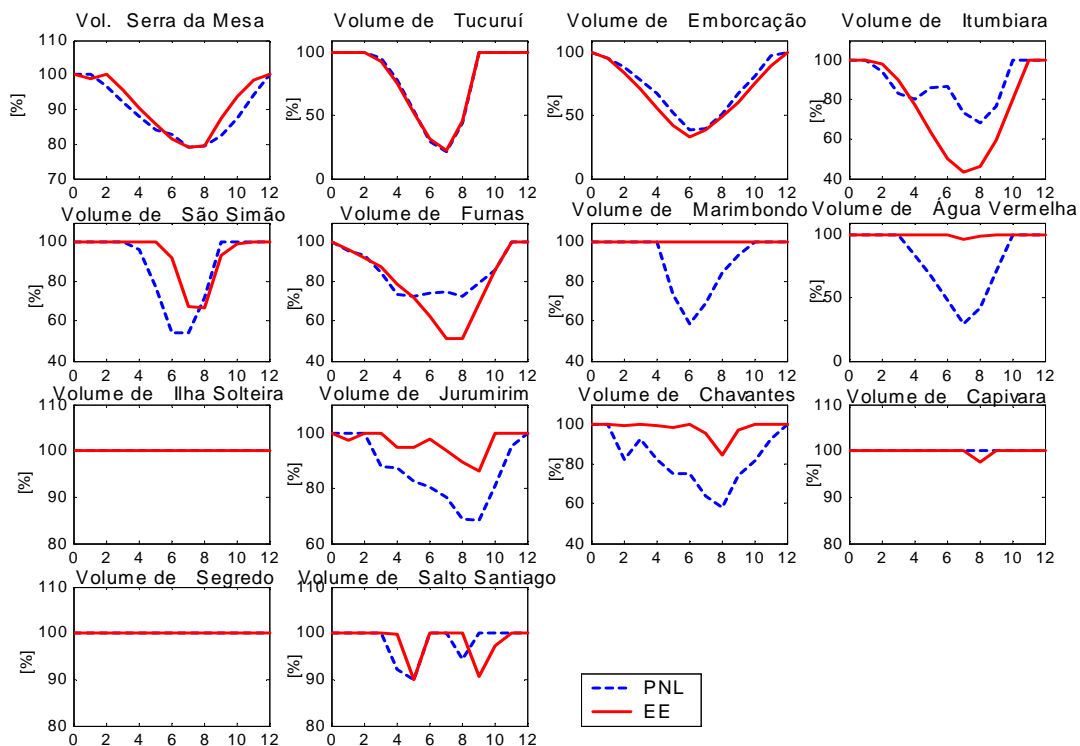 Vol. Serra da Mesa
Volume de Tucuruí
Volume de Emborcação
Volume de Itumbiara
110
100
90
80
70
[%]
0 2 4 6 8 10 12
100
50
0
[%]
0 2 4 6 8 10 12
100
50
0
[%]
0 2 4 6 8 10 12
100
80
60
40
[%]
0 2 4 6 8 10 12
Volume de São Simão
Volume de Furnas
Volume de Marimbondo
Volume de Água Vermelha
100
80
60
40
[%]
0 2 4 6 8 10 12
100
80
60
40
[%]
0 2 4 6 8 10 12
100
80
60
40
[%]
0 2 4 6 8 10 12
100
50
0
[%]
0 2 4 6 8 10 12
Volume de Ilha Solteira
Volume de Jurumirim
Volume de Chavantes
Volume de Capivara
110
100
90
80
[%]
0 2 4 6 8 10 12
100
80
60
[%]
0 2 4 6 8 10 12
100
80
60
40
[%]
0 2 4 6 8 10 12
110
100
90
80
[%]
0 2 4 6 8 10 12
Volume de Segredo
Volume de Salto Santiago
110
100
90
80
[%]
0 2 4 6 8 10 12
110
100
90
80
[%]
0 2 4 6 8 10 12
PNL
EE